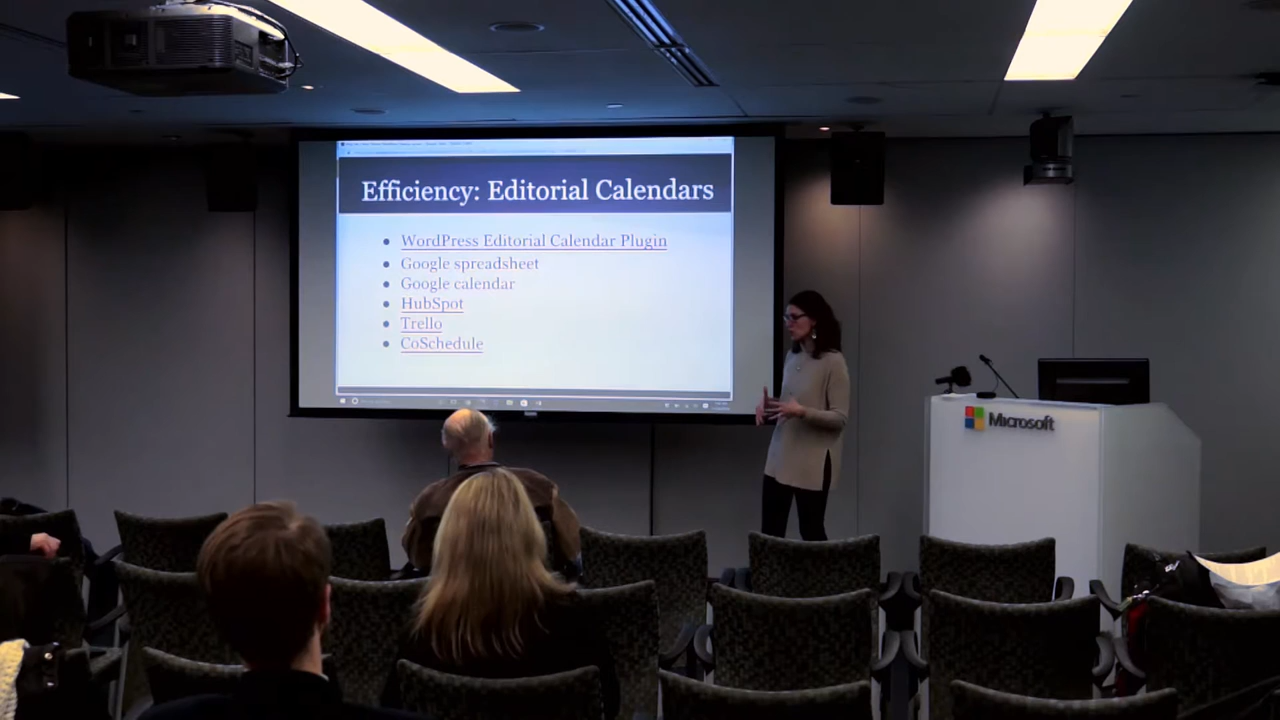 Efficiency: Editorial Calendars
WordPress Editorial Calendar Plugin
Google spreadsheet
Google calendar
HubSpot
Trello
CoSchedule
Microsoft